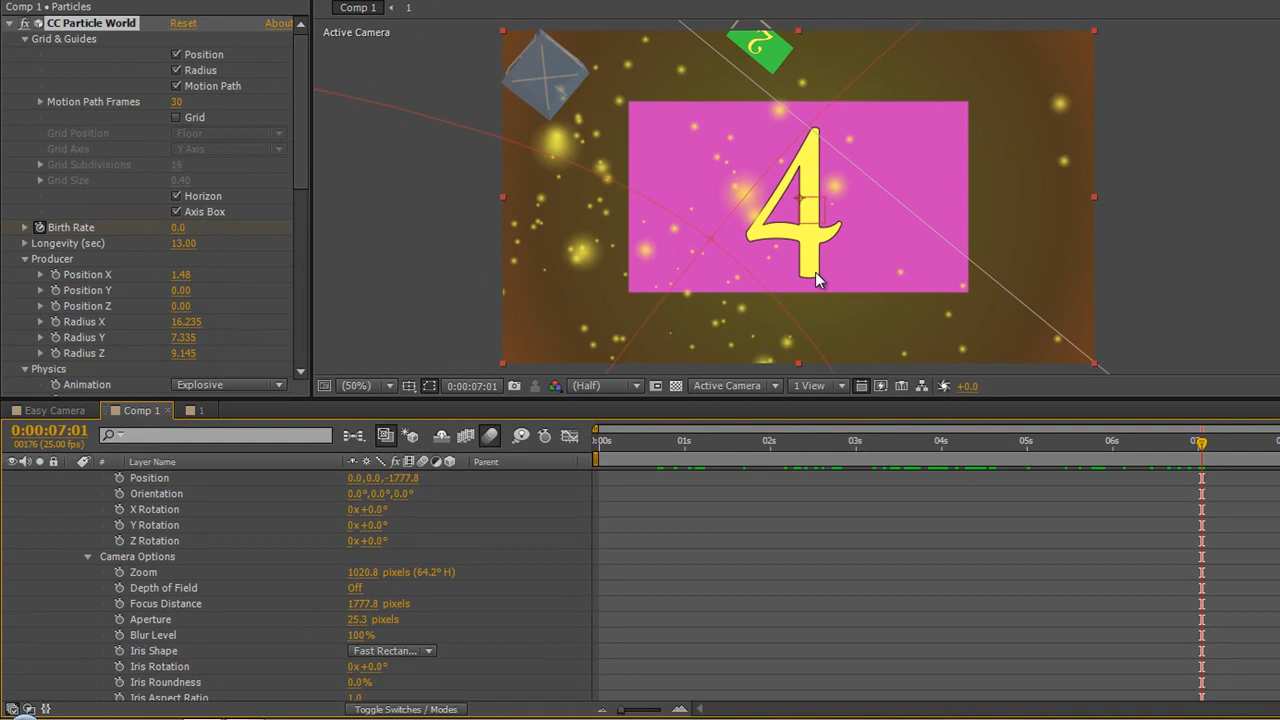 Comp 1 • CC Particle World
fx CC Particle World Reset About
Grid & Guides
Position
Radius
Motion Path
Motion Path Frames 30
Grid
Grid Position Floor
Grid Axis Y Axis
Grid Subdivisions 16
Grid Size 0.40
Horizon
Axis Box
Birth Rate 0.0
Longevity (sec) 13.00
Producer
Position X 1.48
Position Y 0.00
Position Z 0.00
Radius X 16.235
Radius Y 7.335
Radius Z 9.145
Physics
Animation Explosive
Comp 1 1
Active Camera
2
4
(50%) 0:00:07:01 (Half) Active Camera 1 View +0.0
Easy Camera Comp 1 × 1
0:00:07:01
00176 (25.00 fps)
:00s 01s 02s 03s 04s 05s 06s
# Layer Name fx Parent
Position 0.0,0.0,-1777.8
Orientation 0.0°,0.0°,0.0°
X Rotation 0x+0.0°
Y Rotation 0x+0.0°
Z Rotation 0x+0.0°
Camera Options
Zoom 1020.8 pixels (64.2° H)
Depth of Field Off
Focus Distance 1777.8 pixels
Aperture 25.3 pixels
Blur Level 100%
Iris Shape Fast Rectan...
Iris Rotation 0x+0.0°
Iris Roundness 0.0%
Iris Aspect Ratio 1.0
Toggle Switches / Modes